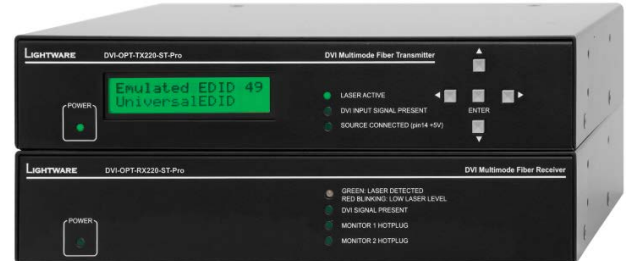 LIGHTWARE DVI-OPT-TX220-ST-Pro DVI Multimode Fiber Transmitter
Emulated EDID 49
UniversalEDID
POWER
LASER ACTIVE
DVI INPUT SIGNAL PRESENT
SOURCE CONNECTED (pin14 +5V)
ENTER
LIGHTWARE DVI-OPT-RX220-ST-Pro DVI Multimode Fiber Receiver
POWER
GREEN: LASER DETECTED
RED BLINKING: LOW LASER LEVEL
DVI SIGNAL PRESENT
MONITOR 1 HOTPLUG
MONITOR 2 HOTPLUG